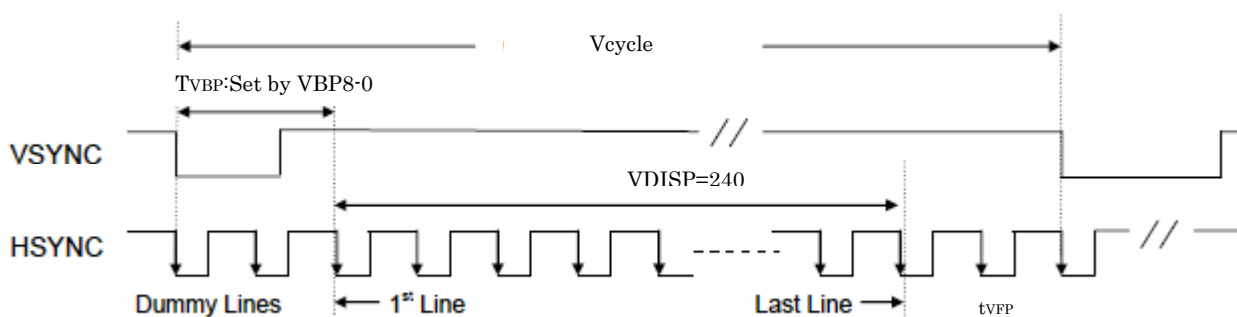 Vcycle
TVBP:Set by VBP8-0
VSYNC
VDISP=240
HSYNC
Dummy Lines
1st Line
Last Line
tVFP